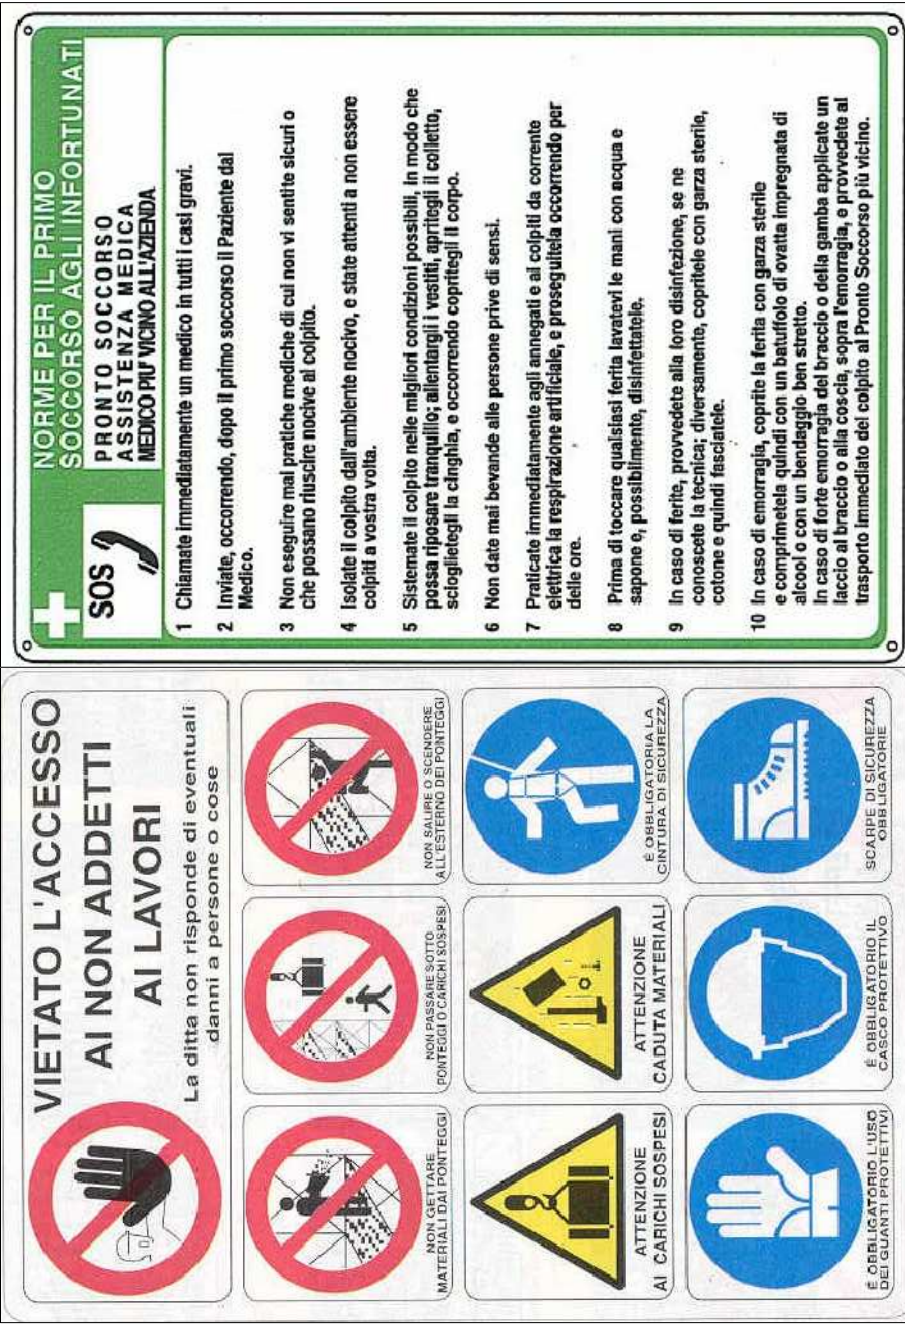 VIETATO L'ACCESSO
AI NON ADDETTI
AI LAVORI
La ditta non risponde di eventuali
danni a persone o cose
NON GETTARE
MATERIALI DAI PONTEGGI
NON PASSARE SOTTO
PONTEGGI O CARICHI SOSPESI
NON SALIRE O SCENDERE
ALL'ESTERNO DEI PONTEGGI
ATTENZIONE
AI CARICHI SOSPESI
ATTENZIONE
CADUTA MATERIALI
É OBBLIGATORIA LA
CINTURA DI SICUREZZA
É OBBLIGATORIO L'USO
DEI GUANTI PROTETTIVI
É OBBLIGATORIO IL
CASCO PROTETTIVO
SCARPE DI SICUREZZA
OBBLIGATORIE
NORME PER IL PRIMO
SOCCORSO AGLI INFORTUNATI
SOS
PRONTO SOCCORSO
ASSISTENZA MEDICA
MEDICO PIU' VICINO ALL'AZIENDA
1 Chiamate immediatamente un medico in tutti i casi gravi.
2 Inviate, occorrendo, dopo il primo soccorso il Paziente dal
Medico.
3 Non eseguire mai pratiche mediche di cui non vi sentite sicuri o
che possano riuscire nocive al colpito.
4 Isolate il colpito dall'ambiente nocivo, e state attenti a non essere
colpiti a vostra volta.
5 Sistemate il colpito nelle migliori condizioni possibili, in modo che
possa riposare tranquillo; allentargli i vestiti, apritegli il colletto,
scioglietegli la cinghia, e occorrendo copritegli il corpo.
6 Non date mai bevande alle persone prive di sensi.
7 Praticate immediatamente agli annegati e ai colpiti da corrente
elettrica la respirazione artificiale, e proseguitela occorrendo per
delle ore.
8 Prima di toccare qualsiasi ferita lavatevi le mani con acqua e
sapone e, possibilmente, disinfettatele.
9 In caso di ferite, provvedete alla loro disinfezione, se ne
conoscete la tecnica; diversamente, copritele con garza sterile,
cotone e quindi fasciatele.
10 In caso di emorragia, coprite la ferita con garza sterile
e comprimetela quindi con un batuffolo di ovatta impregnata di
alcool o con un bendaggio ben stretto.
In caso di forte emorragia del braccio o della gamba applicate un
laccio al braccio o alla coscia, sopra l'emorragia, e provvedete al
trasporto immediato del colpito al Pronto Soccorso più vicino.